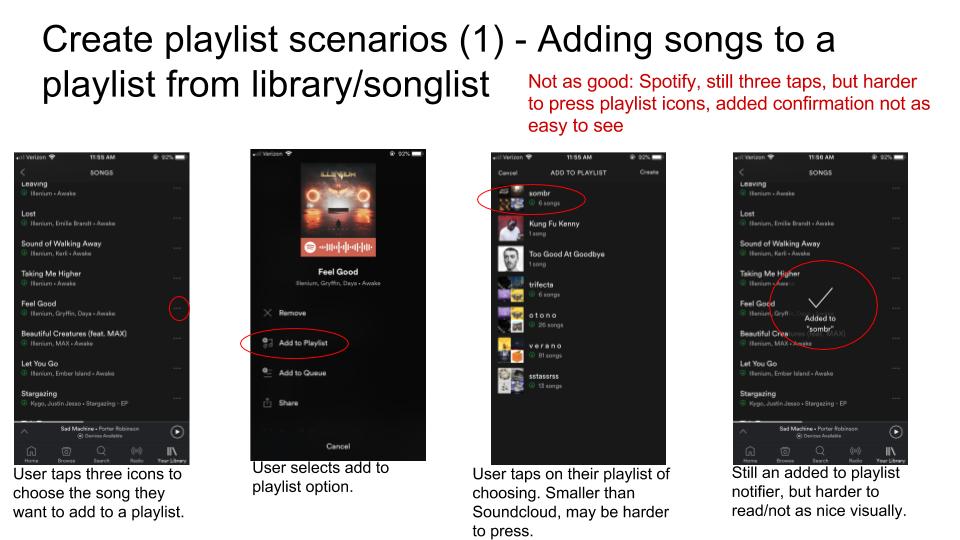 Create playlist scenarios (1) - Adding songs to a
playlist from library/songlist
Not as good: Spotify, still three taps, but harder
to press playlist icons, added confirmation not as
easy to see
Verizon 11:55 AM 92%
SONGS
Leaving
Illenium • Awake
Lost
Illenium, Emilie Brandt • Awake
Sound of Walking Away
Illenium, Kerli • Awake
Taking Me Higher
Illenium • Awake
Feel Good
Illenium, Gryffin, Daya • Awake
Beautiful Creatures (feat. MAX)
Illenium, MAX • Awake
Let You Go
Illenium, Ember Island • Awake
Stargazing
Kygo, Justin Jesso • Stargazing - EP
Sad Machine • Porter Robinson
Devices Available
Home Browse Search Radio Your Library
User taps three icons to
choose the song they
want to add to a playlist.
Verizon 92%
ILLENIUM
Feel Good
Illenium, Gryffin, Daya • Awake
Remove
Add to Playlist
Add to Queue
Share
Cancel
User selects add to
playlist option.
Verizon 11:55 AM 92%
Cancel ADD TO PLAYLIST Create
sombr
6 songs
Kung Fu Kenny
1 song
Too Good At Goodbye
1 song
trifecta
6 songs
o t o n o
26 songs
v e r a n o
81 songs
sstassrss
13 songs
User taps on their playlist of
choosing. Smaller than
Soundcloud, may be harder
to press.
Verizon 11:56 AM 92%
SONGS
Leaving
Illenium • Awake
Lost
Illenium, Emilie Brandt • Awake
Sound of Walking Away
Illenium, Kerli • Awake
Taking Me Higher
Illenium • Awake
Feel Good
Illenium, Gryffin
Beautiful Creatures (feat. MAX)
Illenium, MAX • Awake
Added to
"sombr"
Let You Go
Illenium, Ember Island • Awake
Stargazing
Kygo, Justin Jesso • Stargazing - EP
Sad Machine • Porter Robinson
Devices Available
Home Browse Search Radio Your Library
Still an added to playlist
notifier, but harder to
read/not as nice visually.